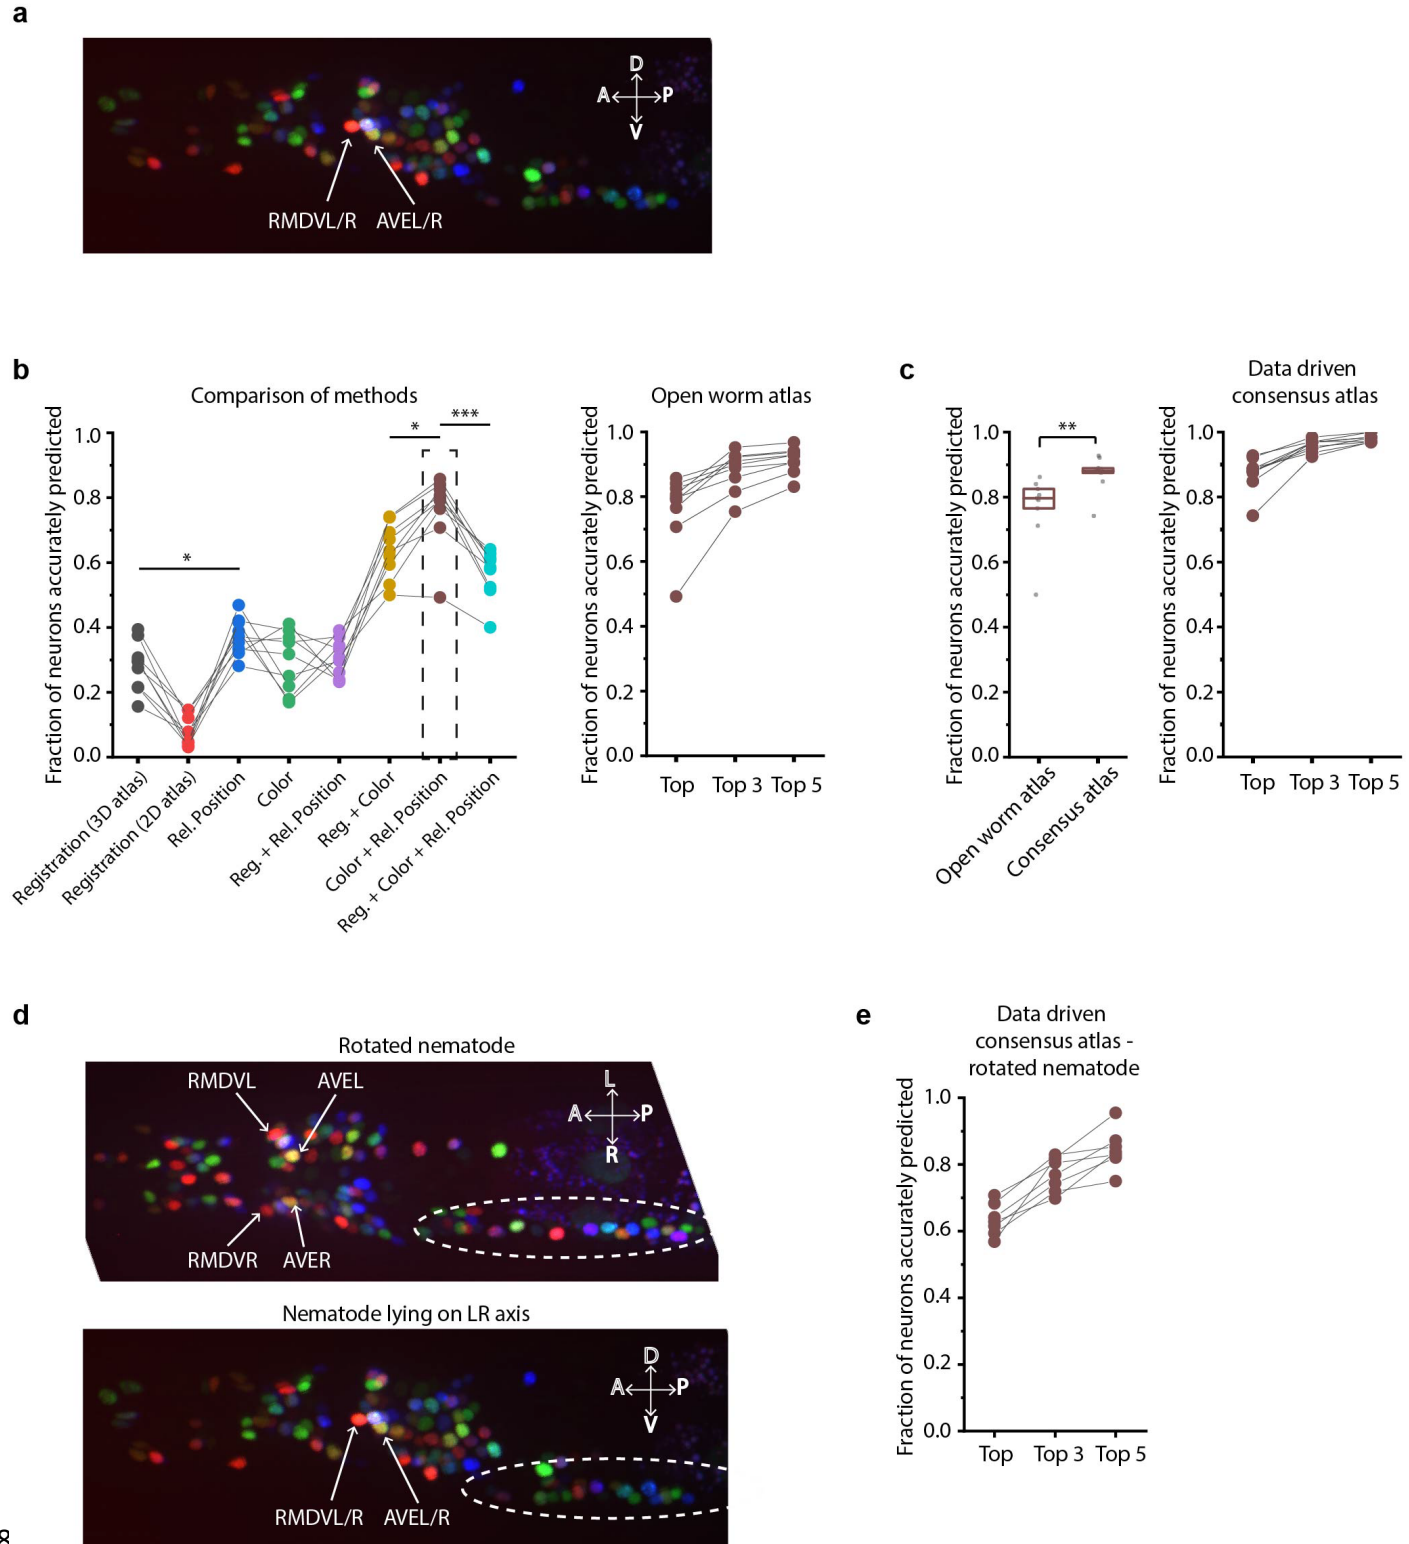 a
D
A
P
V
RMDVL/R
AVEL/R
b
Comparison of methods
Fraction of neurons accurately predicted
1.0
0.8
0.6
0.4
0.2
0.0
*
*
***
Registration (3D atlas)
Registration (2D atlas)
Rel. Position
Color
Reg. + Rel. Position
Reg. + Color
Color + Rel. Position
Reg. + Color + Rel. Position
Open worm atlas
Fraction of neurons accurately predicted
1.0
0.8
0.6
0.4
0.2
0.0
Top
Top 3
Top 5
c
Fraction of neurons accurately predicted
1.0
0.8
0.6
0.4
0.2
0.0
**
Open worm atlas
Consensus atlas
Data driven
consensus atlas
Fraction of neurons accurately predicted
1.0
0.8
0.6
0.4
0.2
0.0
Top
Top 3
Top 5
d
Rotated nematode
RMDVL
AVEL
L
A
P
R
RMDVR
AVER
Nematode lying on LR axis
D
A
P
V
RMDVL/R
AVEL/R
e
Data driven
consensus atlas -
rotated nematode
Fraction of neurons accurately predicted
1.0
0.8
0.6
0.4
0.2
0.0
Top
Top 3
Top 5